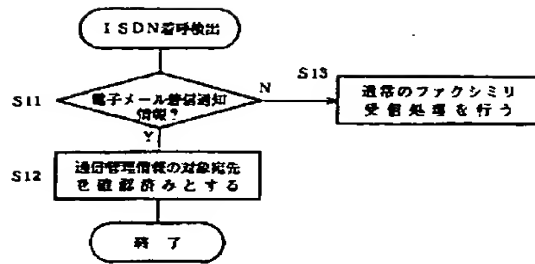 ISDN着呼検出
S11
電子メール着信通知
情報?
N
S13
通常のファクシミリ
受信処理を行う
Y
S12
通信管理情報の対象宛先
を確認済みとする
終了